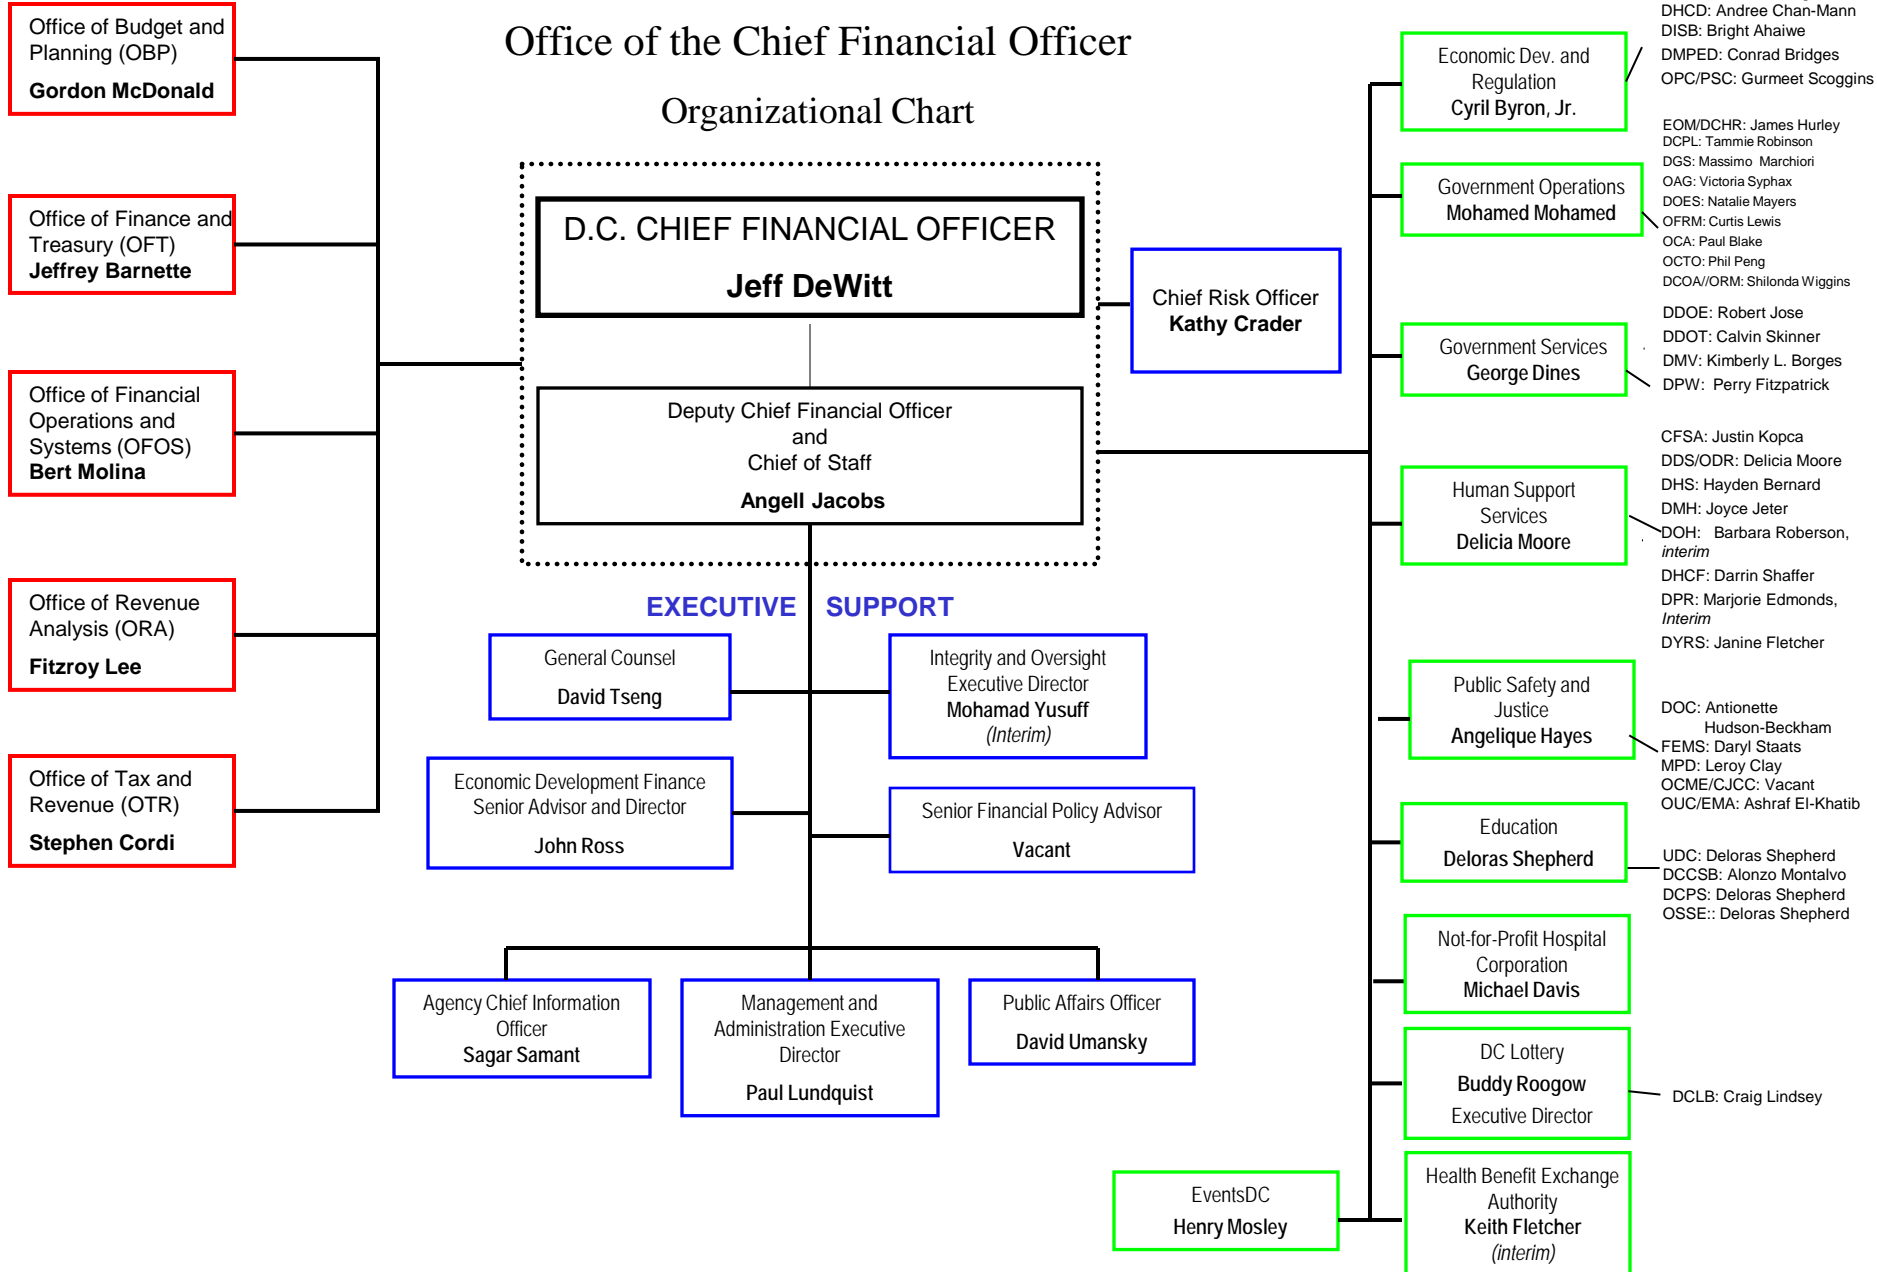 Office of the Chief Financial Officer
Organizational Chart
Office of Budget and
Planning (OBP)
Gordon McDonald
Office of Finance and
Treasury (OFT)
Jeffrey Barnette
Office of Financial
Operations and
Systems (OFOS)
Bert Molina
Office of Revenue
Analysis (ORA)
Fitzroy Lee
Office of Tax and
Revenue (OTR)
Stephen Cordi
D.C. CHIEF FINANCIAL OFFICER
Jeff DeWitt
Deputy Chief Financial Officer
and
Chief of Staff
Angell Jacobs
Chief Risk Officer
Kathy Crader
EXECUTIVE SUPPORT
General Counsel
David Tseng
Integrity and Oversight
Executive Director
Mohamad Yusuff
(Interim)
Economic Development Finance
Senior Advisor and Director
John Ross
Senior Financial Policy Advisor
Vacant
Agency Chief Information
Officer
Sagar Samant
Management and
Administration Executive
Director
Paul Lundquist
Public Affairs Officer
David Umansky
Economic Dev. and
Regulation
Cyril Byron, Jr.
DHCD: Andree Chan-Mann
DISB: Bright Ahaiwe
DMPED: Conrad Bridges
OPC/PSC: Gurmeet Scoggins
Government Operations
Mohamed Mohamed
EOM/DCHR: James Hurley
DCPL: Tammie Robinson
DGS: Massimo Marchiori
OAG: Victoria Syphax
DOES: Natalie Mayers
OFRM: Curtis Lewis
OCA: Paul Blake
OCTO: Phil Peng
DCOA//ORM: Shilonda Wiggins
Government Services
George Dines
DDOE: Robert Jose
DDOT: Calvin Skinner
DMV: Kimberly L. Borges
DPW: Perry Fitzpatrick
Human Support
Services
Delicia Moore
CFSA: Justin Kopca
DDS/ODR: Delicia Moore
DHS: Hayden Bernard
DMH: Joyce Jeter
DOH: Barbara Roberson,
interim
DHCF: Darrin Shaffer
DPR: Marjorie Edmonds,
Interim
DYRS: Janine Fletcher
Public Safety and
Justice
Angelique Hayes
DOC: Antionette
Hudson-Beckham
FEMS: Daryl Staats
MPD: Leroy Clay
OCME/CJCC: Vacant
OUC/EMA: Ashraf El-Khatib
Education
Deloras Shepherd
UDC: Deloras Shepherd
DCCSB: Alonzo Montalvo
DCPS: Deloras Shepherd
OSSE:: Deloras Shepherd
Not-for-Profit Hospital
Corporation
Michael Davis
DC Lottery
Buddy Roogow
Executive Director
DCLB: Craig Lindsey
EventsDC
Henry Mosley
Health Benefit Exchange
Authority
Keith Fletcher
(interim)